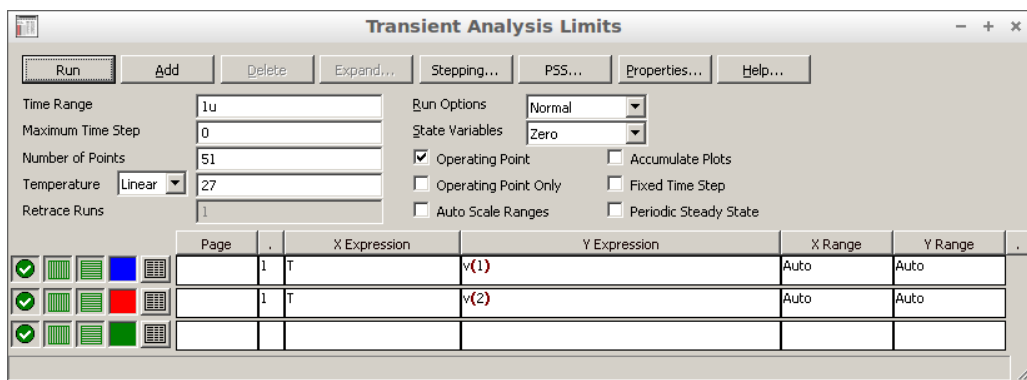 Transient Analysis Limits
Run Add Delete Expand... Stepping... PSS... Properties... Help...
Time Range 1u Run Options Normal
Maximum Time Step 0 State Variables Zero
Number of Points 51 Operating Point Accumulate Plots
Temperature Linear 27 Operating Point Only Fixed Time Step
Retrace Runs 1 Auto Scale Ranges Periodic Steady State
Page . X Expression Y Expression X Range Y Range .
1 T v(1) Auto Auto
1 T v(2) Auto Auto